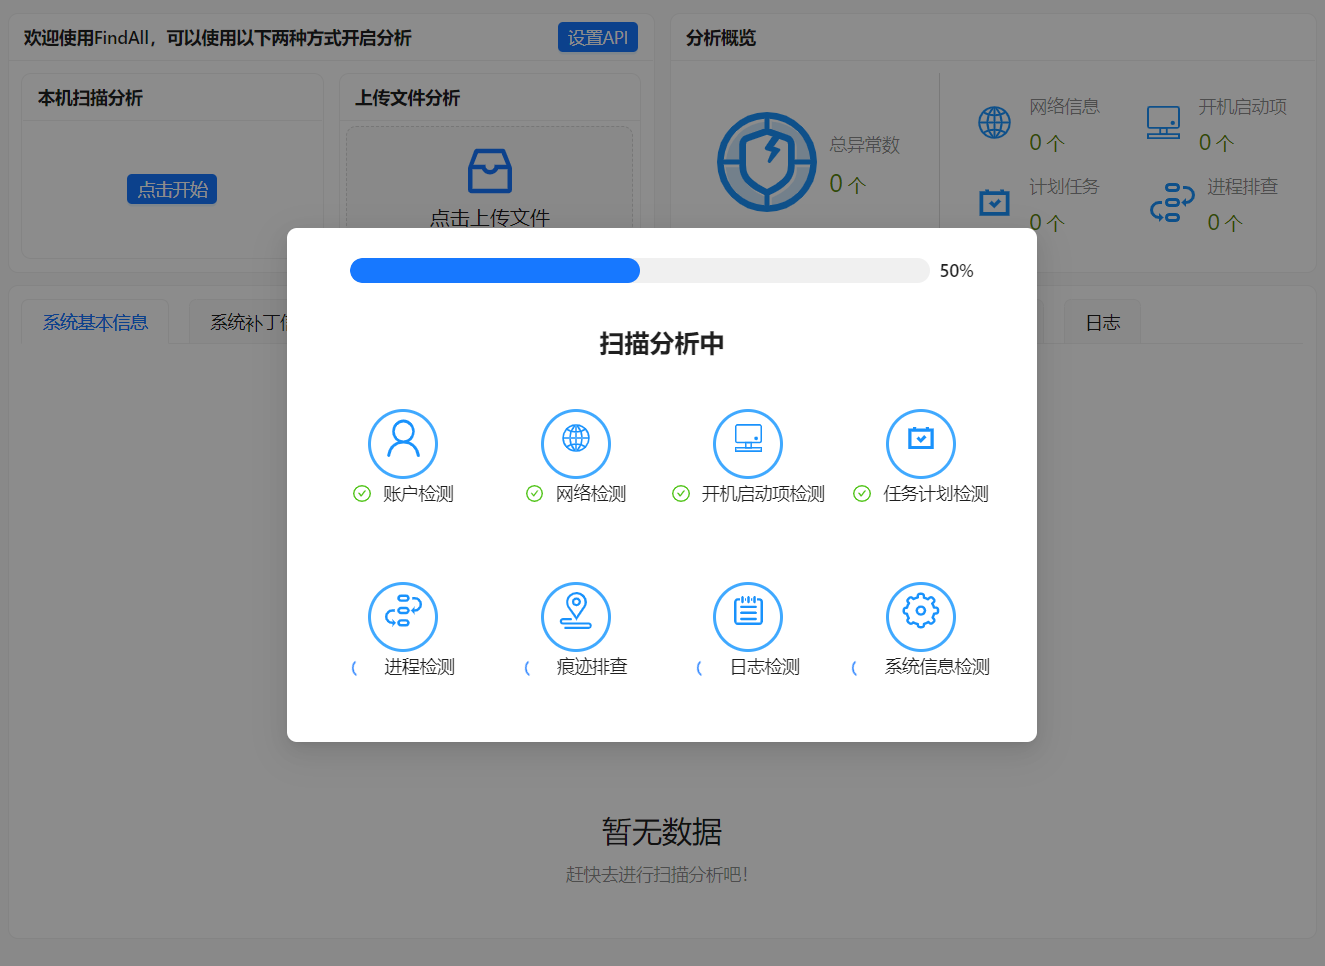 欢迎使用FindAll，可以使用以下两种方式开启分析
设置API
分析概览
本机扫描分析
上传文件分析
点击开始
点击上传文件
总异常数
0 个
网络信息
0 个
开机启动项
0 个
计划任务
0 个
进程排查
0 个
50%
扫描分析中
账户检测
网络检测
开机启动项检测
任务计划检测
进程检测
痕迹排查
日志检测
系统信息检测
系统基本信息
系统补丁
日志
暂无数据
赶快去进行扫描分析吧！